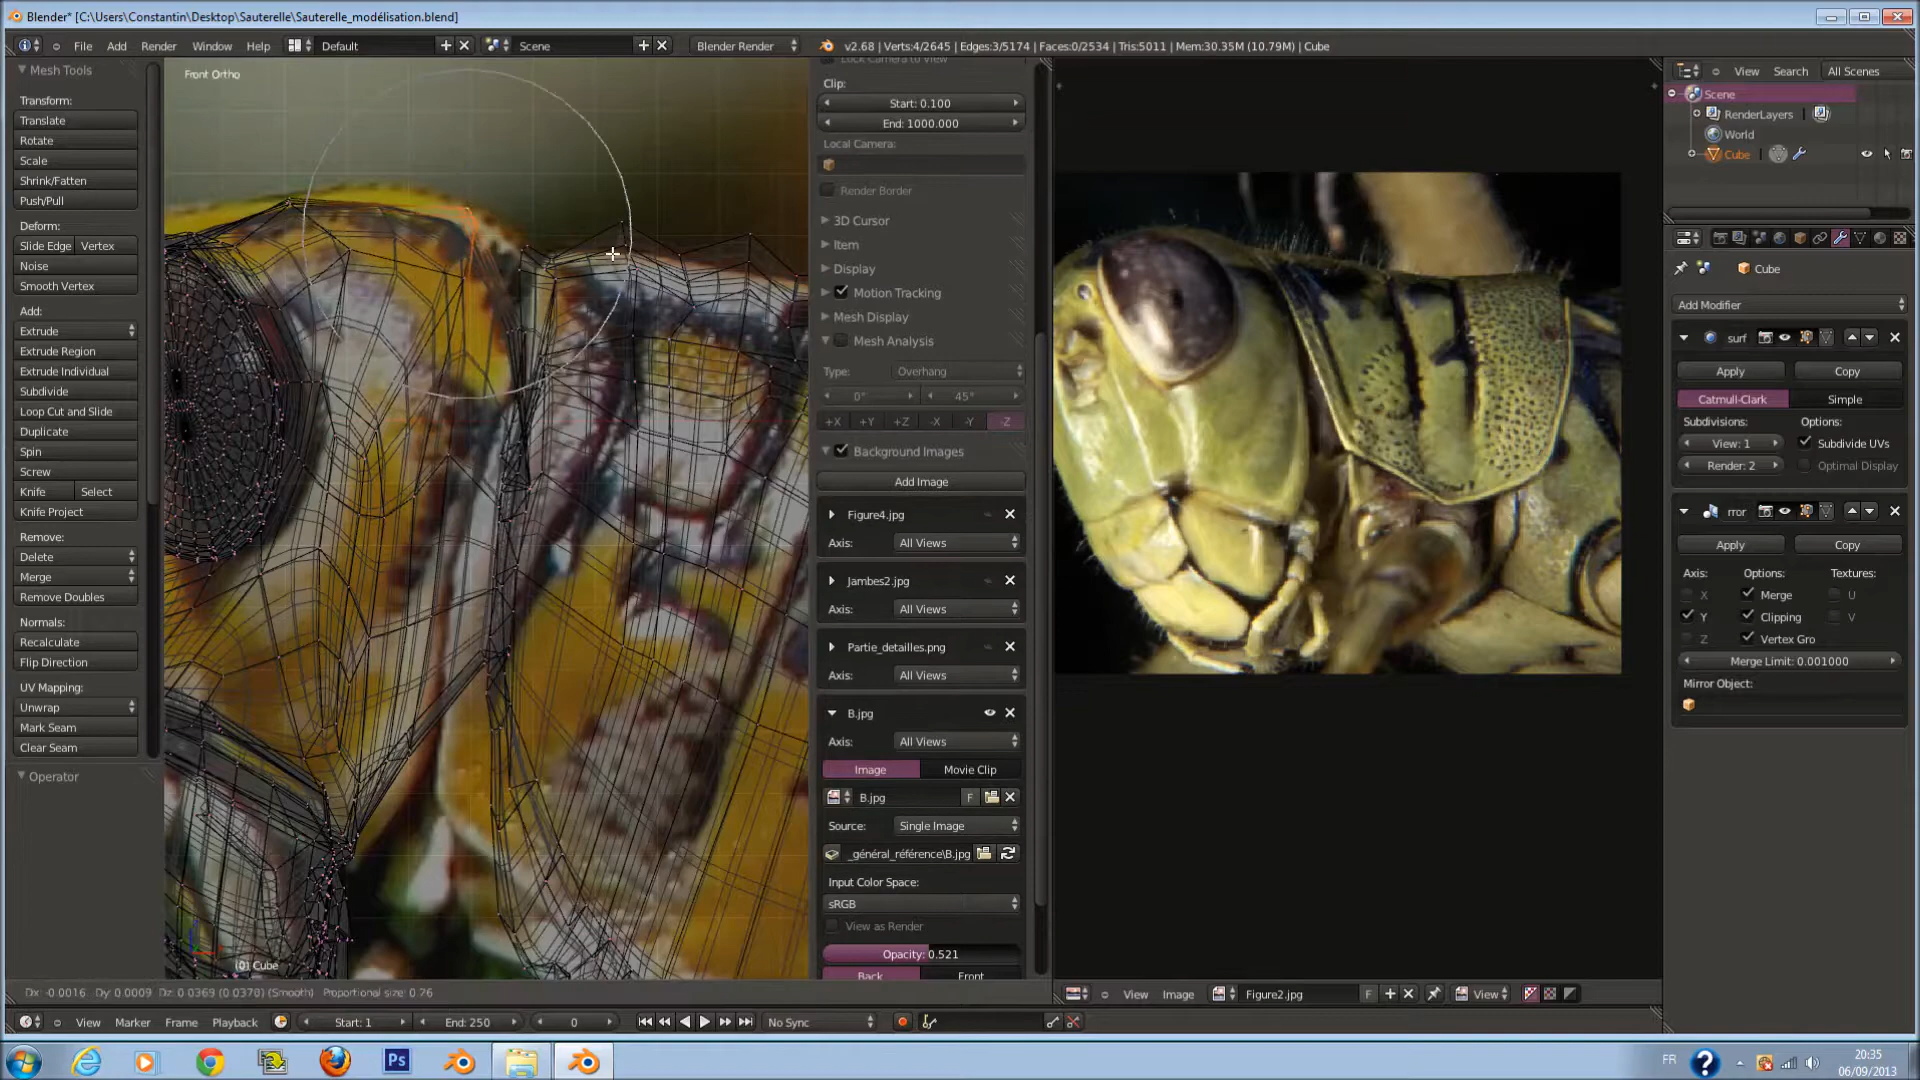 Blender* [C:\Users\Constantin\Desktop\Sauterelle\Sauterelle_modélisation.blend]
File Add Render Window Help Default Scene Blender Render v2.68 | Verts:4/2645 | Edges:3/5174 | Faces:0/2534 | Tris:5011 | Mem:30.35M (10.79M) | Cube
Mesh Tools
Transform:
Translate
Rotate
Scale
Shrink/Fatten
Push/Pull
Deform:
Slide Edge Vertex
Noise
Smooth Vertex
Add:
Extrude
Extrude Region
Extrude Individual
Subdivide
Loop Cut and Slide
Duplicate
Spin
Screw
Knife Select
Knife Project
Remove:
Delete
Merge
Remove Doubles
Normals:
Recalculate
Flip Direction
UV Mapping:
Unwrap
Mark Seam
Clear Seam
Operator
Front Ortho
(0) Cube
Dx: -0.0016 Dy: 0.0009 Dz: 0.0369 (0.0370) (Smooth) Proportional size: 0.76
Lock Camera to View
Clip:
Start: 0.100
End: 1000.000
Local Camera:
Render Border
3D Cursor
Item
Display
Motion Tracking
Mesh Display
Mesh Analysis
Type: Overhang
0° 45°
+X +Y +Z -X -Y -Z
Background Images
Add Image
Figure4.jpg
Axis: All Views
Jambes2.jpg
Axis: All Views
Partie_detailles.png
Axis: All Views
B.jpg
Axis: All Views
Image Movie Clip
B.jpg F
Source: Single Image
_général_référence\B.jpg
Input Color Space:
sRGB
View as Render
Opacity: 0.521
Back Front
View Image Figure2.jpg F View
View Search All Scenes
Scene
RenderLayers
World
Cube
Cube
Add Modifier
surf
Apply Copy
Catmull-Clark Simple
Subdivisions: Options:
View: 1 Subdivide UVs
Render: 2 Optimal Display
rror
Apply Copy
Axis: Options: Textures:
X Merge U
Y Clipping V
Z Vertex Gro
Merge Limit: 0.001000
Mirror Object:
View Marker Frame Playback Start: 1 End: 250 0 No Sync
Ps FR 20:35
06/09/2013